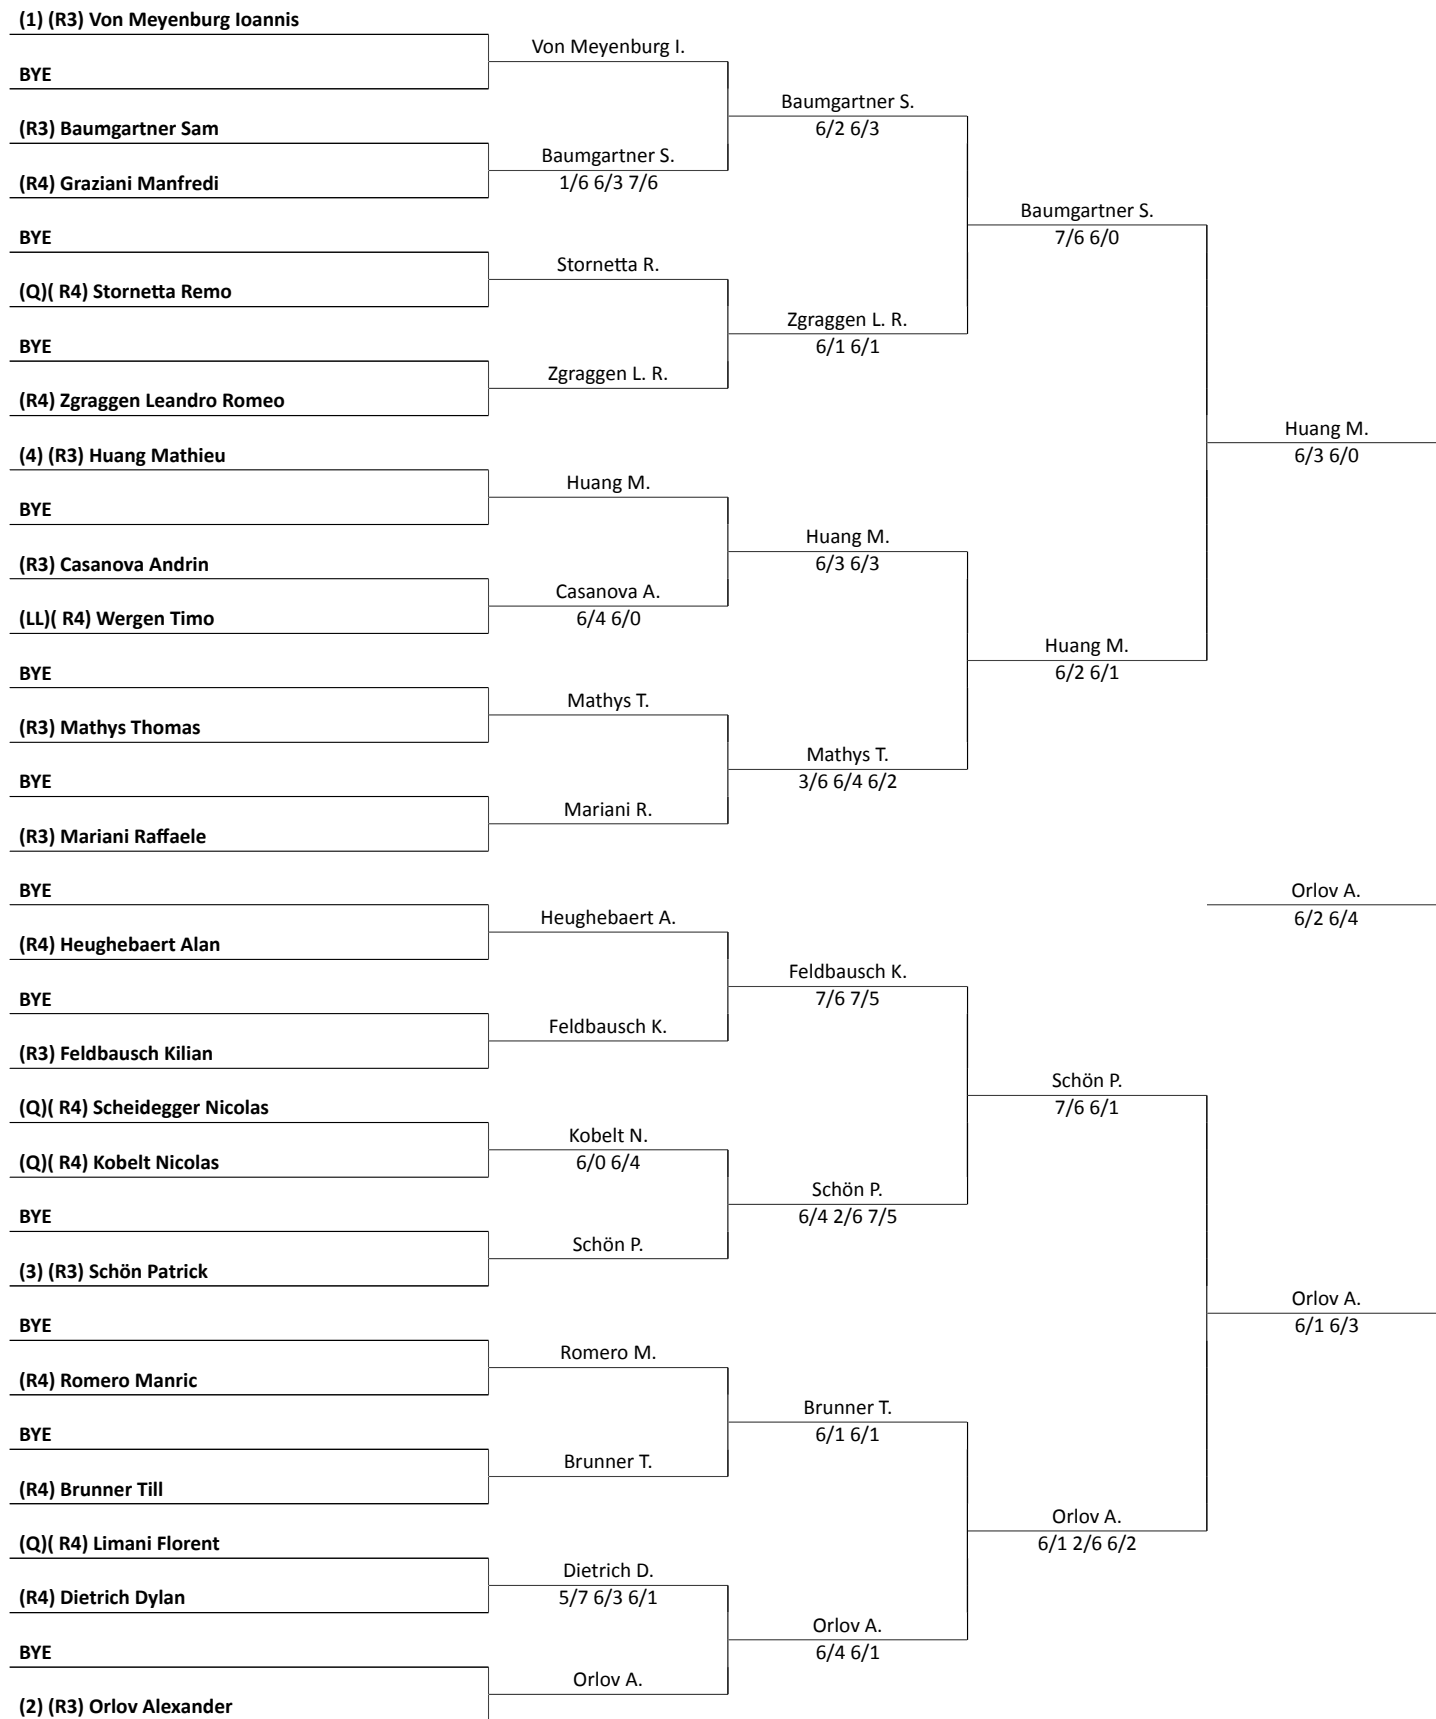 (1) (R3) Von Meyenburg Ioannis
Von Meyenburg I.
BYE
Baumgartner S.
6/2 6/3
(R3) Baumgartner Sam
Baumgartner S.
1/6 6/3 7/6
(R4) Graziani Manfredi
Baumgartner S.
7/6 6/0
BYE
Stornetta R.
(Q)( R4) Stornetta Remo
Zgraggen L. R.
6/1 6/1
BYE
Zgraggen L. R.
(R4) Zgraggen Leandro Romeo
Huang M.
6/3 6/0
(4) (R3) Huang Mathieu
Huang M.
BYE
Huang M.
6/3 6/3
(R3) Casanova Andrin
Casanova A.
6/4 6/0
(LL)( R4) Wergen Timo
Huang M.
6/2 6/1
BYE
Mathys T.
(R3) Mathys Thomas
Mathys T.
3/6 6/4 6/2
BYE
Mariani R.
(R3) Mariani Raffaele
BYE
Orlov A.
6/2 6/4
Heughebaert A.
(R4) Heughebaert Alan
Feldbausch K.
7/6 7/5
BYE
Feldbausch K.
(R3) Feldbausch Kilian
Schön P.
7/6 6/1
(Q)( R4) Scheidegger Nicolas
Kobelt N.
6/0 6/4
(Q)( R4) Kobelt Nicolas
Schön P.
6/4 2/6 7/5
BYE
Schön P.
(3) (R3) Schön Patrick
Orlov A.
6/1 6/3
BYE
Romero M.
(R4) Romero Manric
Brunner T.
6/1 6/1
BYE
Brunner T.
(R4) Brunner Till
Orlov A.
6/1 2/6 6/2
(Q)( R4) Limani Florent
Dietrich D.
5/7 6/3 6/1
(R4) Dietrich Dylan
Orlov A.
6/4 6/1
BYE
Orlov A.
(2) (R3) Orlov Alexander